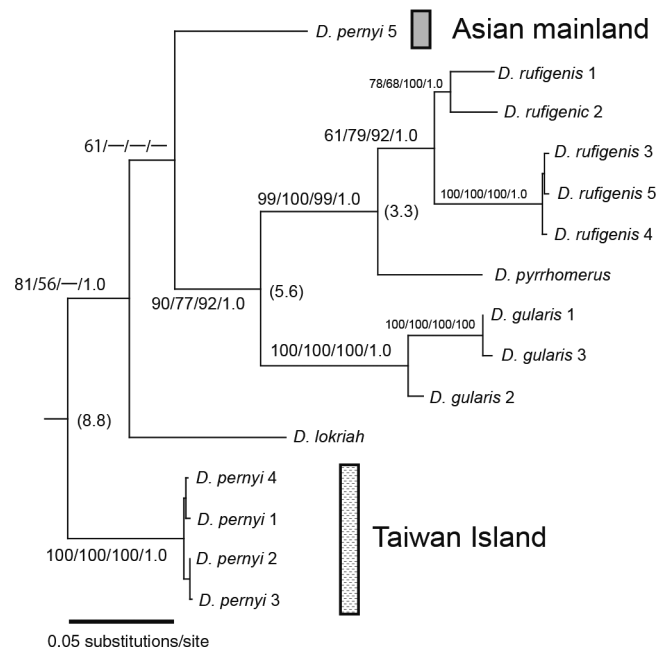 D. pernyi 5
Asian mainland
78/68/100/1.0
D. rufigenis 1
D. rufigenic 2
61/79/92/1.0
61/—/—/—
D. rufigenis 3
100/100/100/1.0
D. rufigenis 5
99/100/99/1.0
(3.3)
D. rufigenis 4
D. pyrrhomerus
81/56/—/1.0
90/77/92/1.0
(5.6)
D. gularis 1
100/100/100/100
100/100/100/1.0
D. gularis 3
D. gularis 2
(8.8)
D. lokriah
D. pernyi 4
D. pernyi 1
Taiwan Island
100/100/100/1.0
D. pernyi 2
D. pernyi 3
0.05 substitutions/site